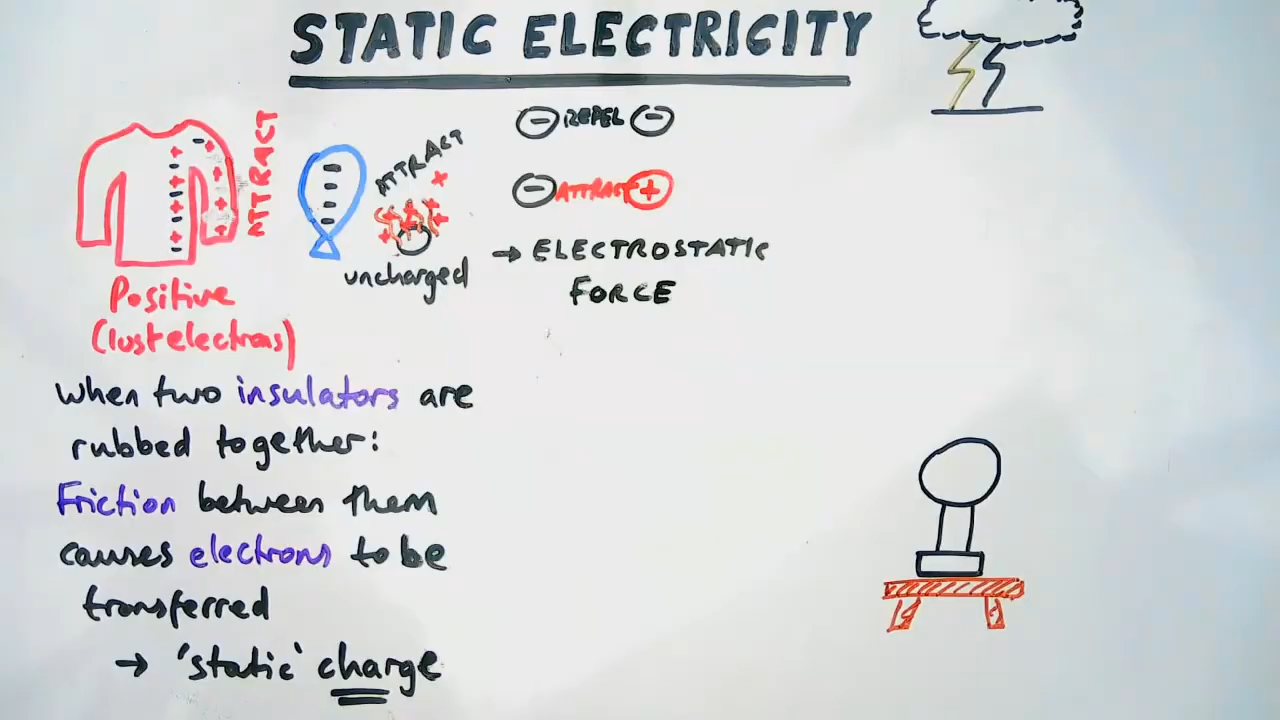 STATIC ELECTRICITY
ATTRACT
Positive
(lost electrons)
ATTRACT
uncharged
REPEL
ATTRACT
→ ELECTROSTATIC
FORCE
When two insulators are
rubbed together:
Friction between them
causes electrons to be
transferred
→ 'static' charge